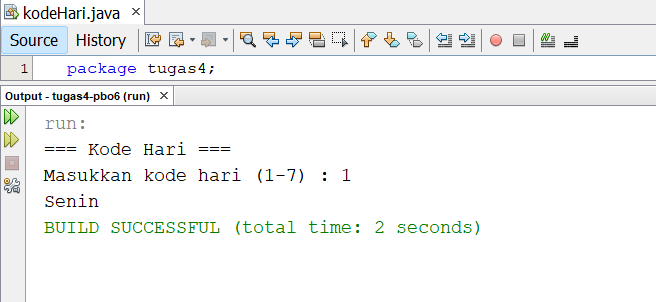 kodeHari.java
Source History
1 package tugas4;
Output - tugas4-pbo6 (run)
run:
=== Kode Hari ===
Masukkan kode hari (1-7) : 1
Senin
BUILD SUCCESSFUL (total time: 2 seconds)